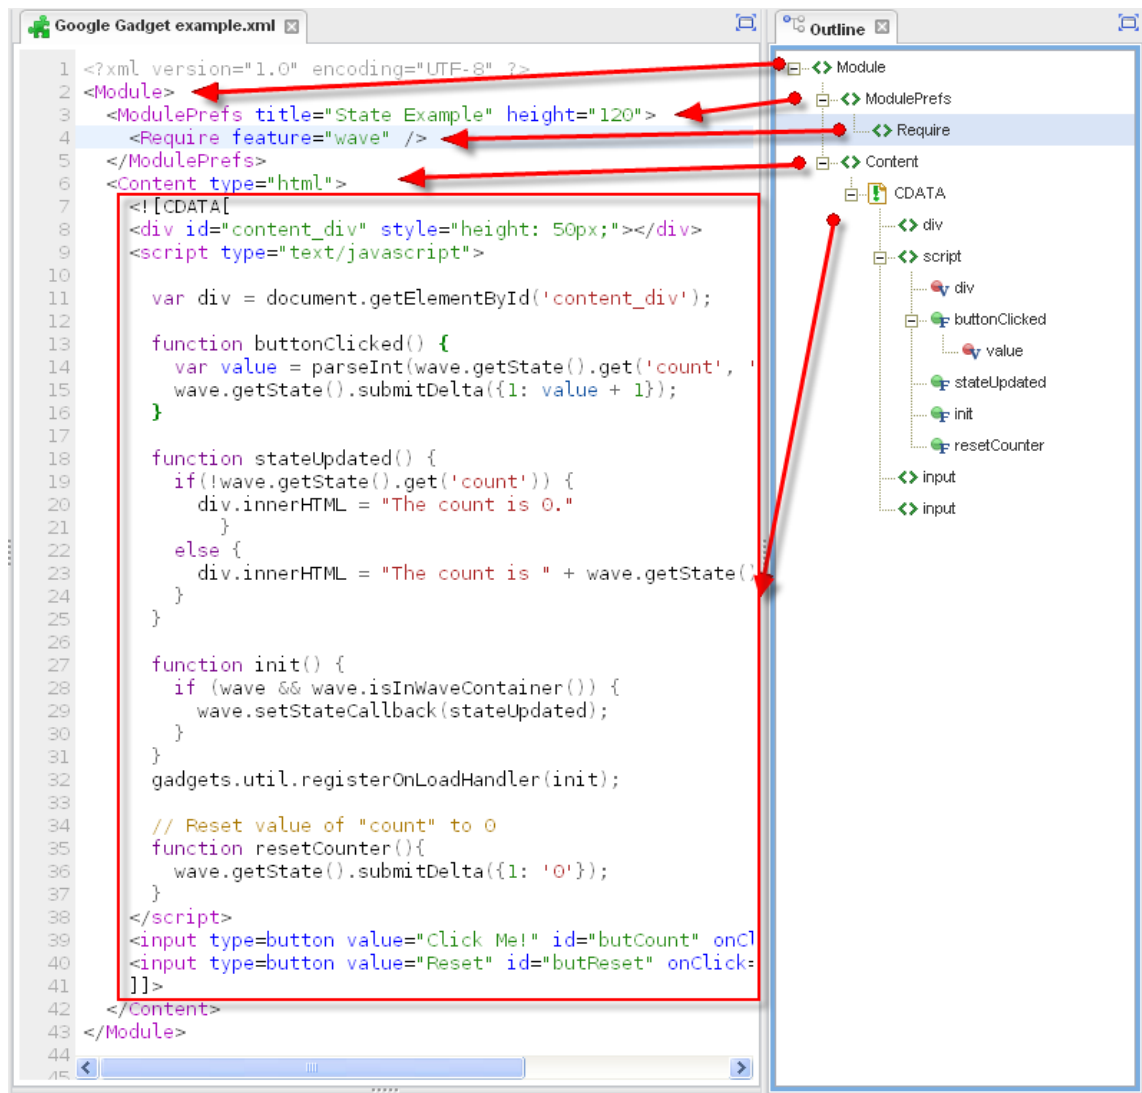 Google Gadget example.xml
1 <?xml version="1.0" encoding="UTF-8" ?>
2 <Module>
3 <ModulePrefs title="State Example" height="120">
4 <Require feature="wave" />
5 </ModulePrefs>
6 <Content type="html">
7 <![CDATA[
8 <div id="content_div" style="height: 50px;"></div>
9 <script type="text/javascript">
10
11 var div = document.getElementById('content_div');
12
13 function buttonClicked() {
14 var value = parseInt(wave.getState().get('count', '
15 wave.getState().submitDelta({1: value + 1});
16 }
17
18 function stateUpdated() {
19 if(!wave.getState().get('count')) {
20 div.innerHTML = "The count is 0."
21 }
22 else {
23 div.innerHTML = "The count is " + wave.getState()
24 }
25 }
26
27 function init() {
28 if (wave && wave.isInWaveContainer()) {
29 wave.setStateCallback(stateUpdated);
30 }
31 }
32 gadgets.util.registerOnLoadHandler(init);
33
34 // Reset value of "count" to 0
35 function resetCounter(){
36 wave.getState().submitDelta({1: '0'});
37 }
38 </script>
39 <input type=button value="Click Me!" id="butCount" onCl
40 <input type=button value="Reset" id="butReset" onClick=
41 ]]>
42 </Content>
43 </Module>
44
45
Outline
Module
ModulePrefs
Require
Content
CDATA
div
script
div
buttonClicked
value
stateUpdated
init
resetCounter
input
input